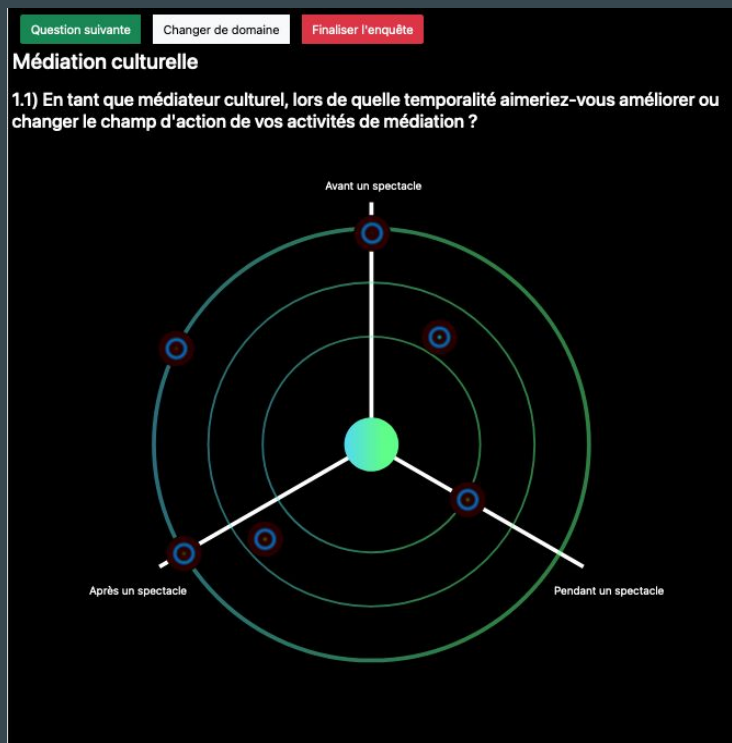 Question suivante
Changer de domaine
Finaliser l'enquête
Médiation culturelle
1.1) En tant que médiateur culturel, lors de quelle temporalité aimeriez-vous améliorer ou
changer le champ d'action de vos activités de médiation ?
Avant un spectacle
Après un spectacle
Pendant un spectacle